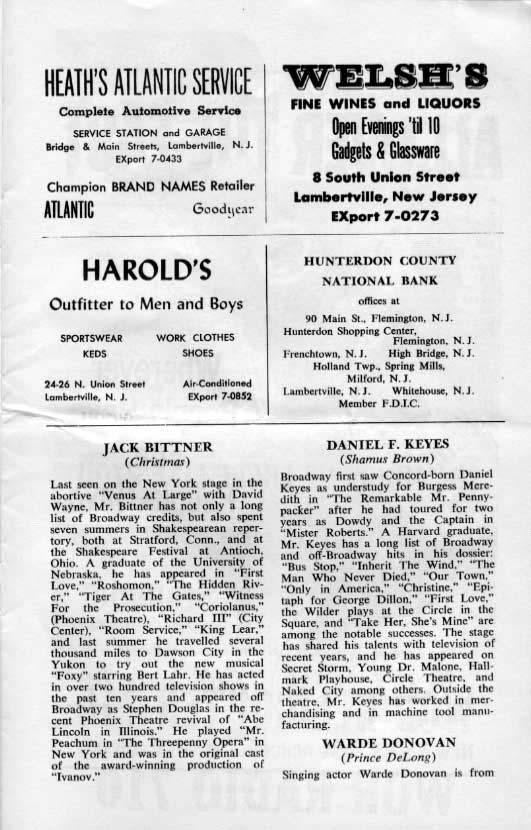 HEATH'S ATLANTIC SERVICE
Complete Automotive Service
SERVICE STATION and GARAGE
Bridge & Main Streets, Lambertville, N. J.
EXport 7-0433
Champion BRAND NAMES Retailer
ATLANTIC Goodyear
WELSH'S
FINE WINES and LIQUORS
Open Evenings 'til 10
Gadgets & Glassware
8 South Union Street
Lambertville, New Jersey
EXport 7-0273
HAROLD'S
Outfitter to Men and Boys
SPORTSWEAR WORK CLOTHES
KEDS SHOES
24-26 N. Union Street Air-Conditioned
Lambertville, N. J. EXport 7-0852
HUNTERDON COUNTY
NATIONAL BANK
offices at
90 Main St., Flemington, N. J.
Hunterdon Shopping Center,
Flemington, N. J.
Frenchtown, N. J. High Bridge, N. J.
Holland Twp., Spring Mills,
Milford, N. J.
Lambertville, N. J. Whitehouse, N. J.
Member F.D.I.C.
JACK BITTNER
(Christmas)
Last seen on the New York stage in the
abortive "Venus At Large" with David
Wayne, Mr. Bittner has not only a long
list of Broadway credits, but also spent
seven summers in Shakespearean reper-
tory, both at Stratford, Conn., and at
the Shakespeare Festival at Antioch,
Ohio. A graduate of the University of
Nebraska, he has appeared in "First
Love," "Roshomon," "The Hidden Riv-
er," "Tiger At The Gates," "Witness
For the Prosecution," "Coriolanus,"
(Phoenix Theatre), "Richard III" (City
Center), "Room Service," "King Lear,"
and last summer he travelled several
thousand miles to Dawson City in the
Yukon to try out the new musical
"Foxy" starring Bert Lahr. He has acted
in over two hundred television shows in
the past ten years and appeared off
Broadway as Stephen Douglas in the re-
cent Phoenix Theatre revival of "Abe
Lincoln in Illinois." He played "Mr.
Peachum in "The Threepenny Opera" in
New York and was in the original cast
of the award-winning production of
"Ivanov."
DANIEL F. KEYES
(Shamus Brown)
Broadway first saw Concord-born Daniel
Keyes as understudy for Burgess Mere-
dith in "The Remarkable Mr. Penny-
packer" after he had toured for two
years as Dowdy and the Captain in
"Mister Roberts." A Harvard graduate,
Mr. Keyes has a long list of Broadway
and off-Broadway hits in his dossier:
"Bus Stop," "Inherit The Wind," "The
Man Who Never Died," "Our Town,"
"Only in America," "Christine," "Epi-
taph for George Dillon," "First Love,"
the Wilder plays at the Circle in the
Square, and "Take Her, She's Mine" are
among the notable successes. The stage
has shared his talents with television of
recent years, and he has appeared on
Secret Storm, Young Dr. Malone, Hall-
mark Playhouse, Circle Theatre, and
Naked City among others. Outside the
theatre, Mr. Keyes has worked in mer-
chandising and in machine tool manu-
facturing.
WARDE DONOVAN
(Prince DeLong)
Singing actor Warde Donovan is from